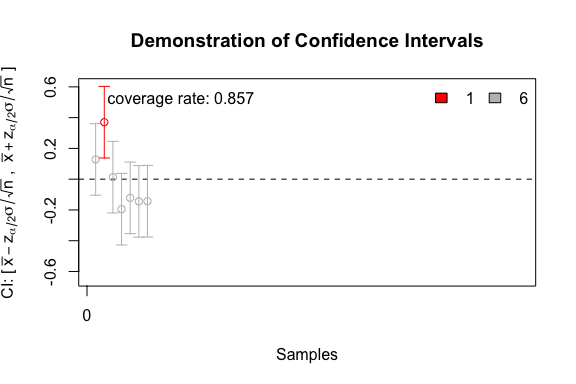 Demonstration of Confidence Intervals
CI: [ x̅ − zα/2σ/√n , x̅ + zα/2σ/√n ]
0.6
0.2
-0.2
-0.6
coverage rate: 0.857
1 6
0
Samples